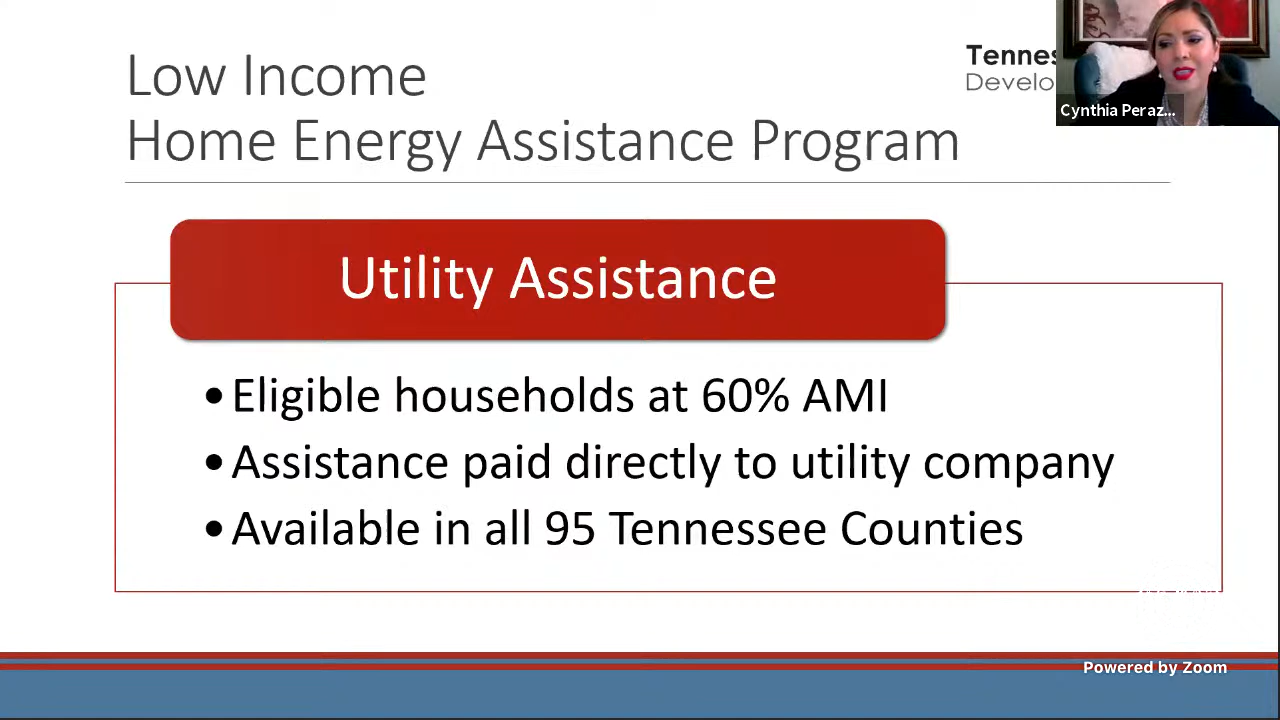 Low Income
Home Energy Assistance Program
Tennes
Develo
Cynthia Peraz...
Utility Assistance
•Eligible households at 60% AMI
•Assistance paid directly to utility company
•Available in all 95 Tennessee Counties
Powered by Zoom